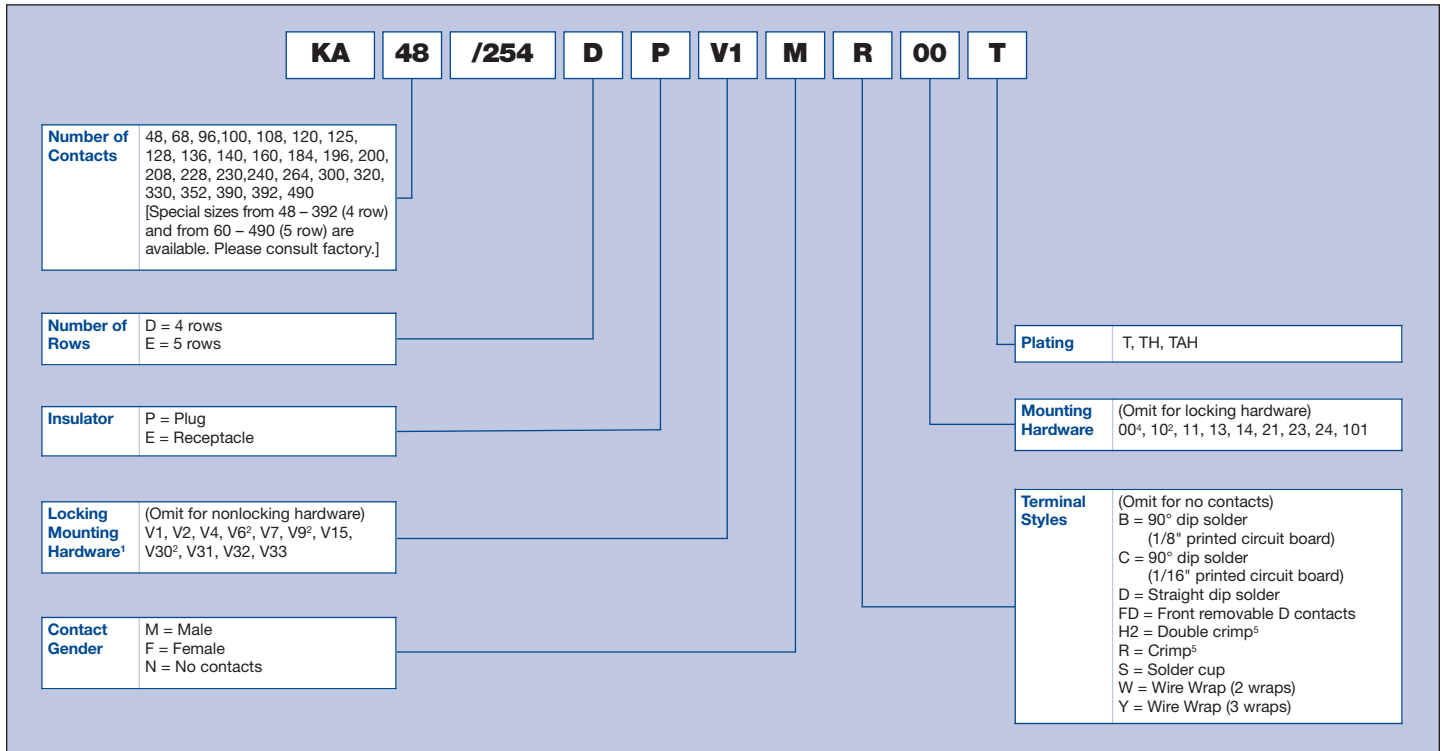 KA 48 /254 D P V1 M R 00 T
Number of Contacts
48, 68, 96,100, 108, 120, 125,
128, 136, 140, 160, 184, 196, 200,
208, 228, 230,240, 264, 300, 320,
330, 352, 390, 392, 490
[Special sizes from 48 – 392 (4 row)
and from 60 – 490 (5 row) are
available. Please consult factory.]
Number of Rows
D = 4 rows
E = 5 rows
Insulator
P = Plug
E = Receptacle
Locking Mounting Hardware¹
(Omit for nonlocking hardware)
V1, V2, V4, V6², V7, V9², V15,
V30², V31, V32, V33
Contact Gender
M = Male
F = Female
N = No contacts
Plating
T, TH, TAH
Mounting Hardware
(Omit for locking hardware)
00⁴, 10², 11, 13, 14, 21, 23, 24, 101
Terminal Styles
(Omit for no contacts)
B = 90° dip solder
(1/8" printed circuit board)
C = 90° dip solder
(1/16" printed circuit board)
D = Straight dip solder
FD = Front removable D contacts
H2 = Double crimp⁵
R = Crimp⁵
S = Solder cup
W = Wire Wrap (2 wraps)
Y = Wire Wrap (3 wraps)